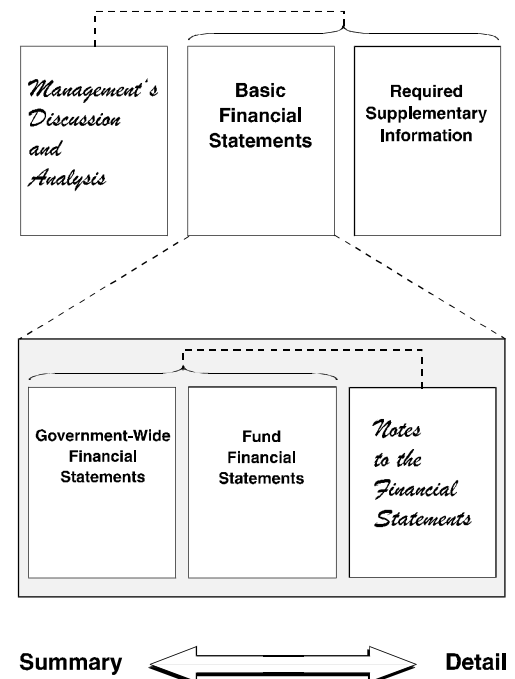 Management's
Discussion
and
Analysis
Basic
Financial
Statements
Required
Supplementary
Information
Government-Wide
Financial
Statements
Fund
Financial
Statements
Notes
to the
Financial
Statements
Summary
Detail